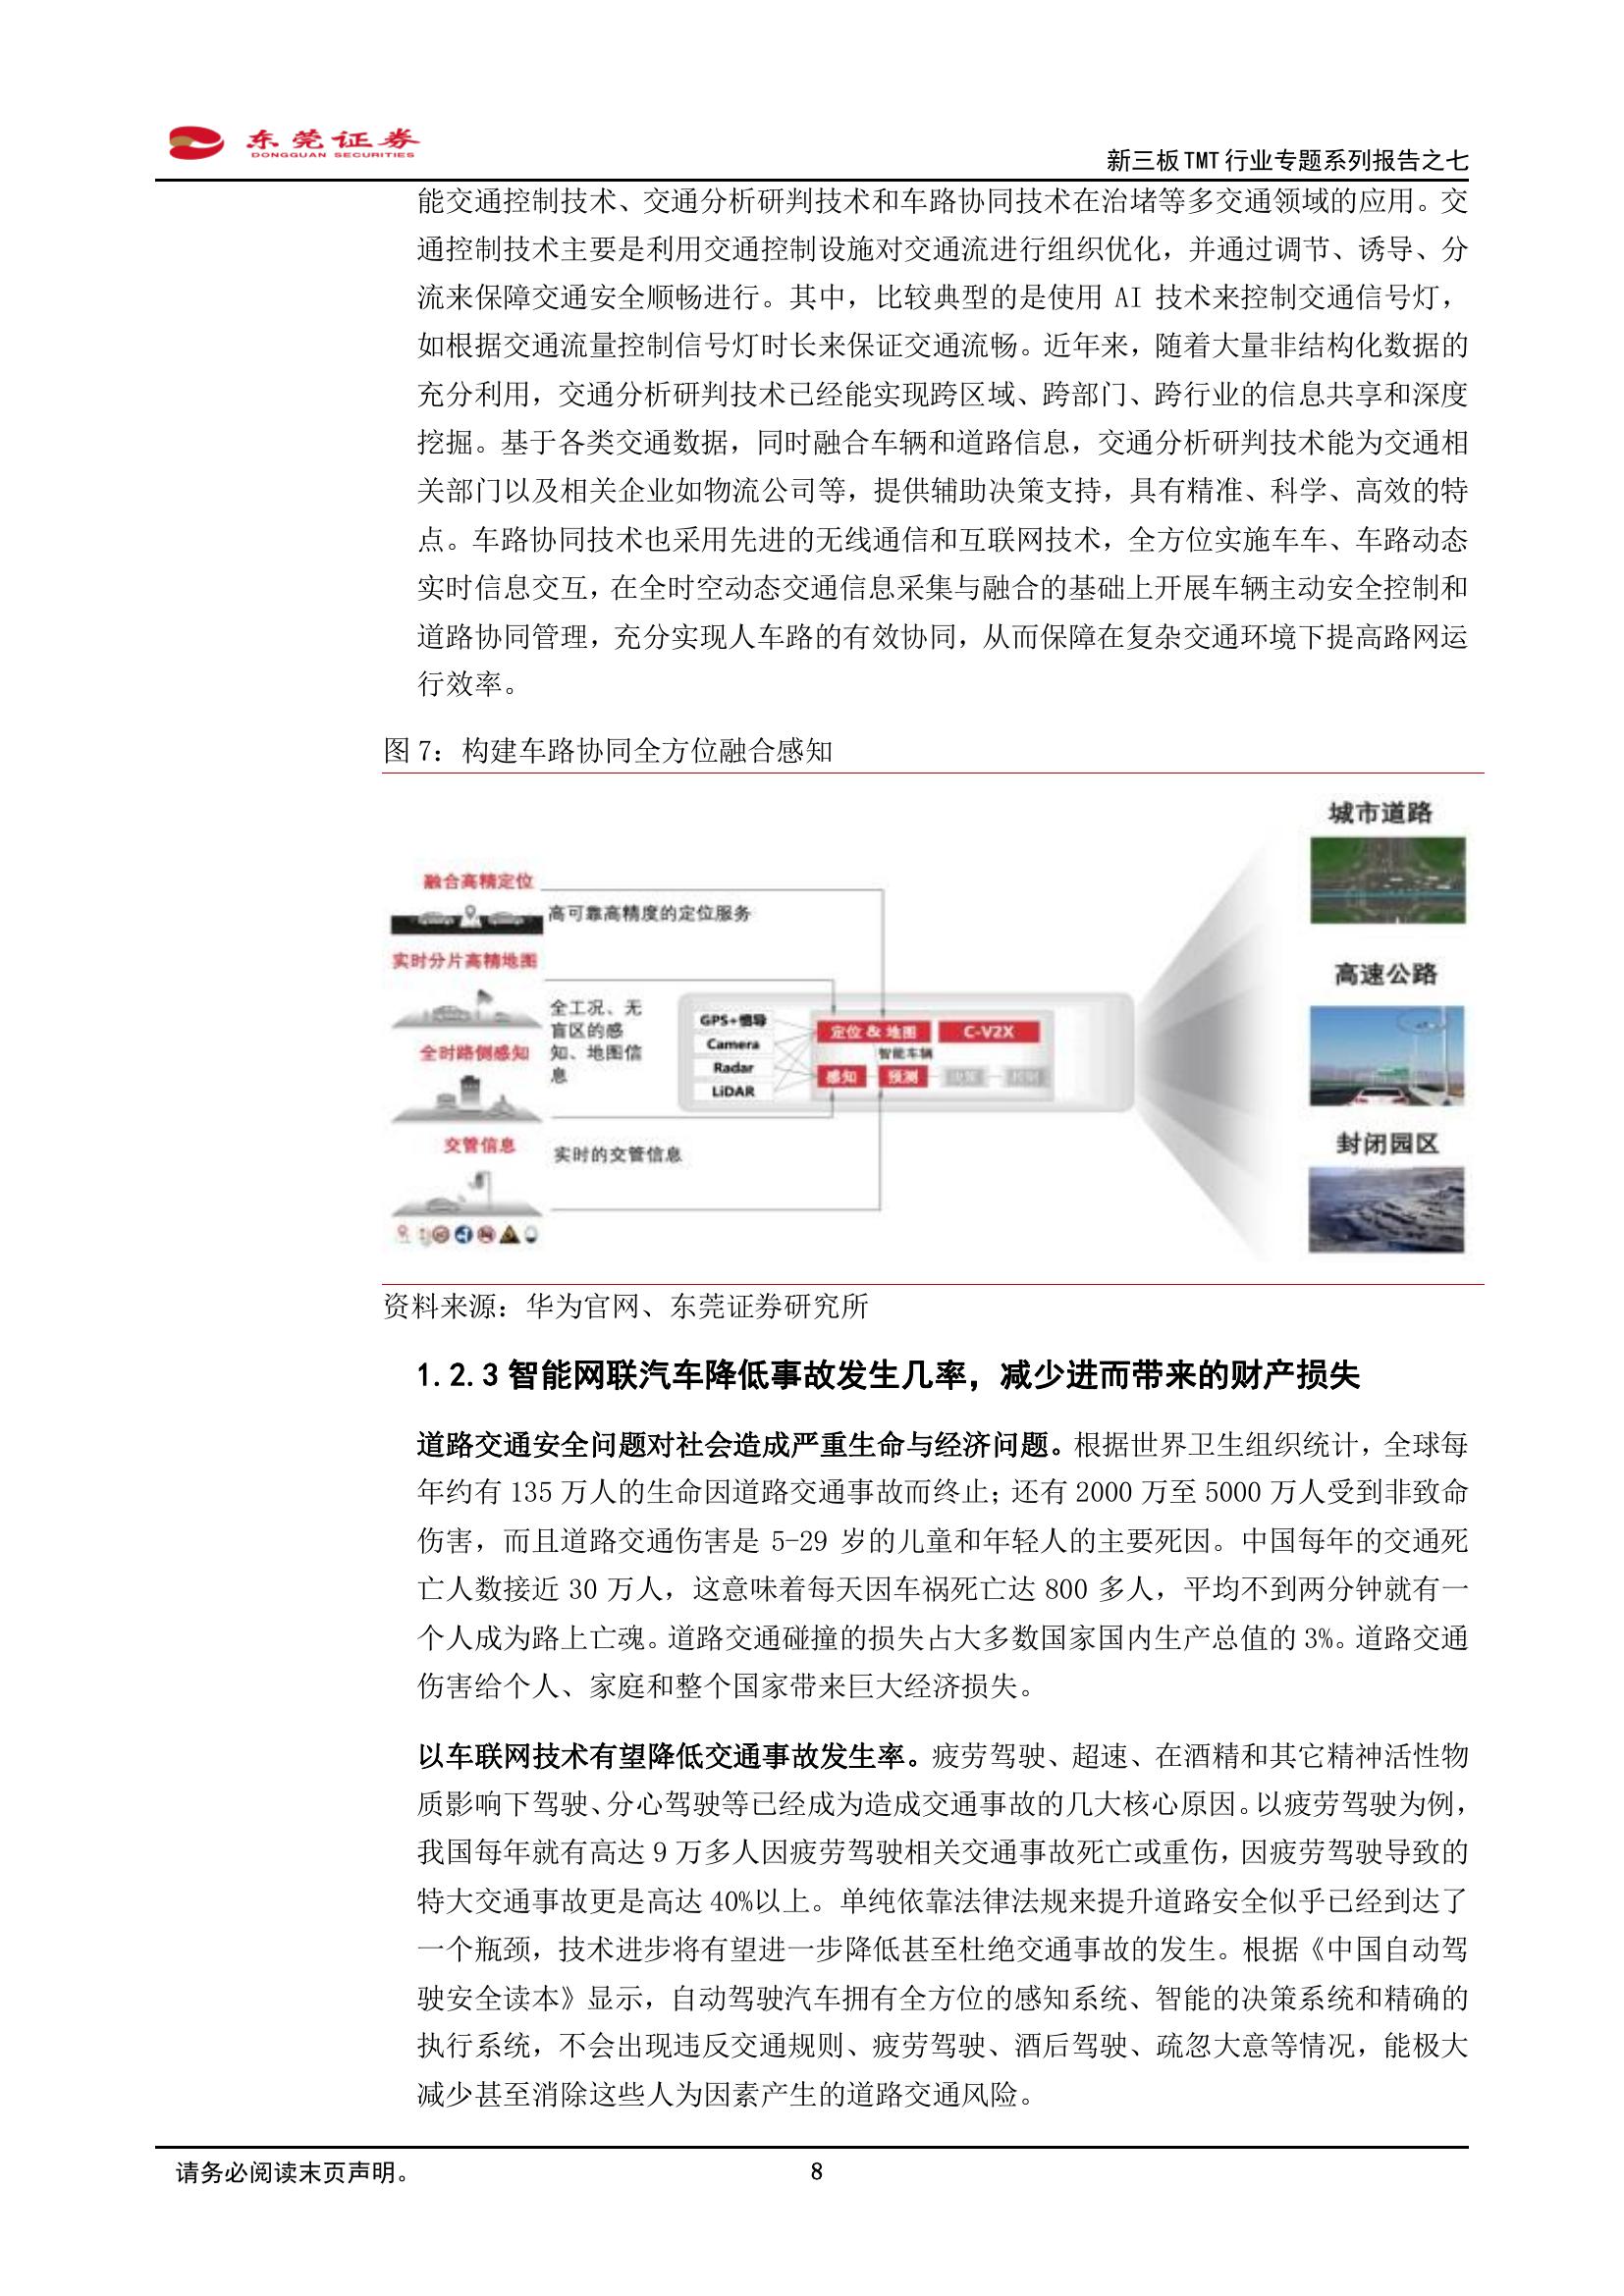 东莞证券
DONGGUAN SECURITIES
新三板 TMT 行业专题系列报告之七
能交通控制技术、交通分析研判技术和车路协同技术在治堵等多交通领域的应用。交
通控制技术主要是利用交通控制设施对交通流进行组织优化，并通过调节、诱导、分
流来保障交通安全顺畅进行。其中，比较典型的是使用 AI 技术来控制交通信号灯，
如根据交通流量控制信号灯时长来保证交通流畅。近年来，随着大量非结构化数据的
充分利用，交通分析研判技术已经能实现跨区域、跨部门、跨行业的信息共享和深度
挖掘。基于各类交通数据，同时融合车辆和道路信息，交通分析研判技术能为交通相
关部门以及相关企业如物流公司等，提供辅助决策支持，具有精准、科学、高效的特
点。车路协同技术也采用先进的无线通信和互联网技术，全方位实施车车、车路动态
实时信息交互，在全时空动态交通信息采集与融合的基础上开展车辆主动安全控制和
道路协同管理，充分实现人车路的有效协同，从而保障在复杂交通环境下提高路网运
行效率。
图 7：构建车路协同全方位融合感知
融合高精定位
高可靠高精度的定位服务
实时分片高精地图
全工况、无
盲区的感
知、地图信
息
全时路侧感知
交管信息
实时的交管信息
GPS+惯导
Camera
Radar
LiDAR
定位 & 地图
C-V2X
智能车辆
感知
预测
城市道路
高速公路
封闭园区
资料来源：华为官网、东莞证券研究所
1.2.3 智能网联汽车降低事故发生几率，减少进而带来的财产损失
道路交通安全问题对社会造成严重生命与经济问题。根据世界卫生组织统计，全球每
年约有 135 万人的生命因道路交通事故而终止；还有 2000 万至 5000 万人受到非致命
伤害，而且道路交通伤害是 5-29 岁的儿童和年轻人的主要死因。中国每年的交通死
亡人数接近 30 万人，这意味着每天因车祸死亡达 800 多人，平均不到两分钟就有一
个人成为路上亡魂。道路交通碰撞的损失占大多数国家国内生产总值的 3%。道路交通
伤害给个人、家庭和整个国家带来巨大经济损失。
以车联网技术有望降低交通事故发生率。疲劳驾驶、超速、在酒精和其它精神活性物
质影响下驾驶、分心驾驶等已经成为造成交通事故的几大核心原因。以疲劳驾驶为例，
我国每年就有高达 9 万多人因疲劳驾驶相关交通事故死亡或重伤，因疲劳驾驶导致的
特大交通事故更是高达 40%以上。单纯依靠法律法规来提升道路安全似乎已经到达了
一个瓶颈，技术进步将有望进一步降低甚至杜绝交通事故的发生。根据《中国自动驾
驶安全读本》显示，自动驾驶汽车拥有全方位的感知系统、智能的决策系统和精确的
执行系统，不会出现违反交通规则、疲劳驾驶、酒后驾驶、疏忽大意等情况，能极大
减少甚至消除这些人为因素产生的道路交通风险。
请务必阅读末页声明。
8